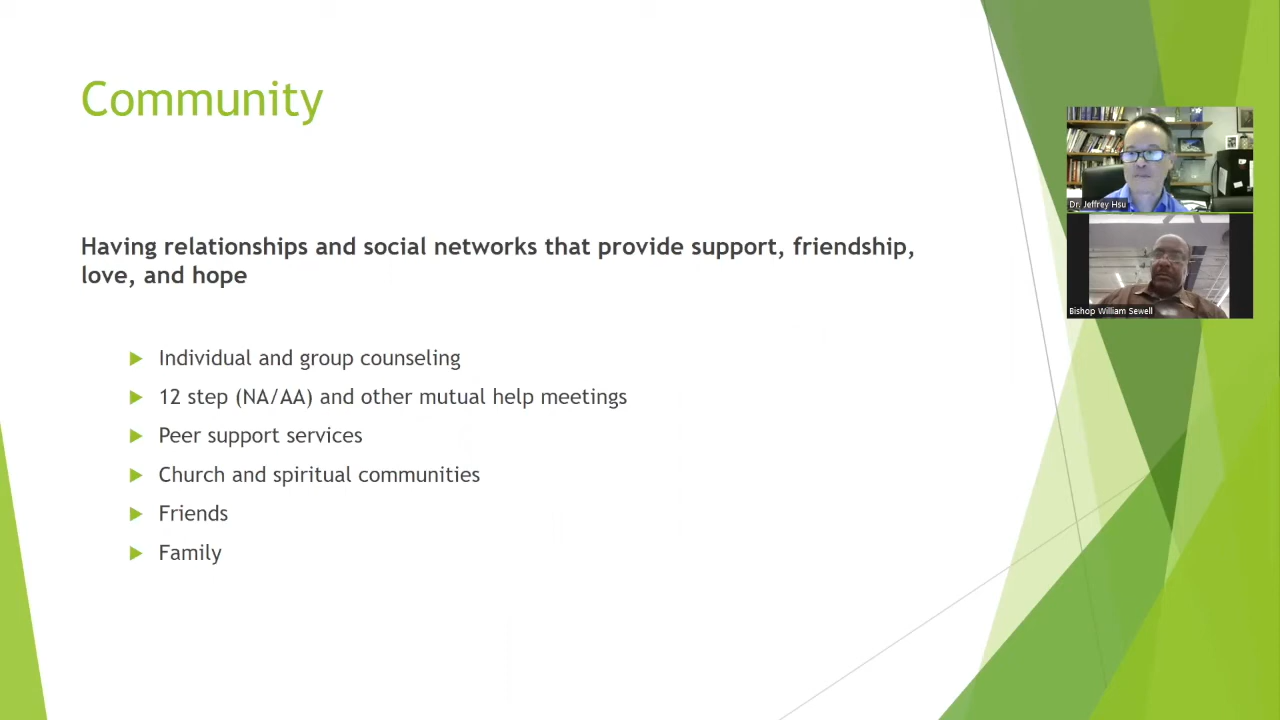 Community
Having relationships and social networks that provide support, friendship,
love, and hope
Individual and group counseling
12 step (NA/AA) and other mutual help meetings
Peer support services
Church and spiritual communities
Friends
Family
Dr. Jeffrey Hsu
Bishop William Sewell